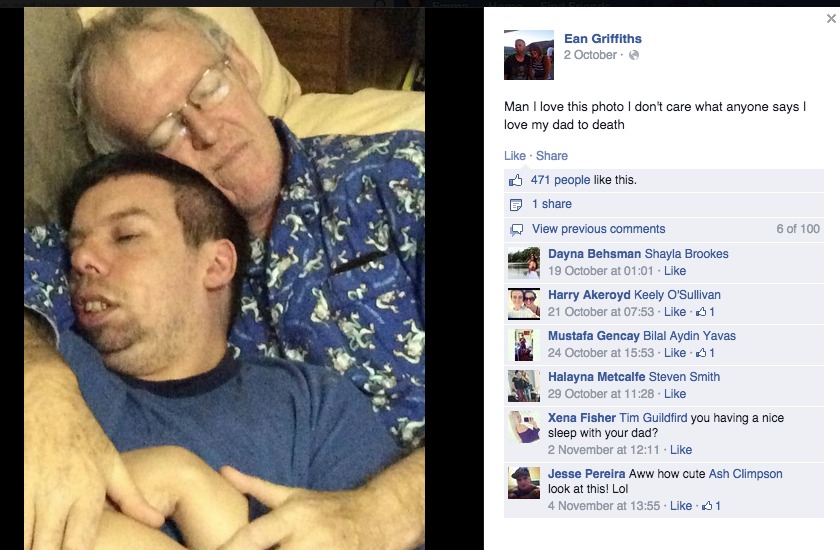 Ean Griffiths
2 October ·
Man I love this photo I don't care what anyone says I
love my dad to death
Like · Share
471 people like this.
1 share
View previous comments 6 of 100
Dayna Behsman Shayla Brookes
19 October at 01:01 · Like
Harry Akeroyd Keely O'Sullivan
21 October at 07:53 · Like · 1
Mustafa Gencay Bilal Aydin Yavas
24 October at 15:53 · Like · 1
Halayna Metcalfe Steven Smith
29 October at 11:28 · Like
Xena Fisher Tim Guildfird you having a nice
sleep with your dad?
2 November at 12:11 · Like
Jesse Pereira Aww how cute Ash Climpson
look at this! Lol
4 November at 13:55 · Like · 1